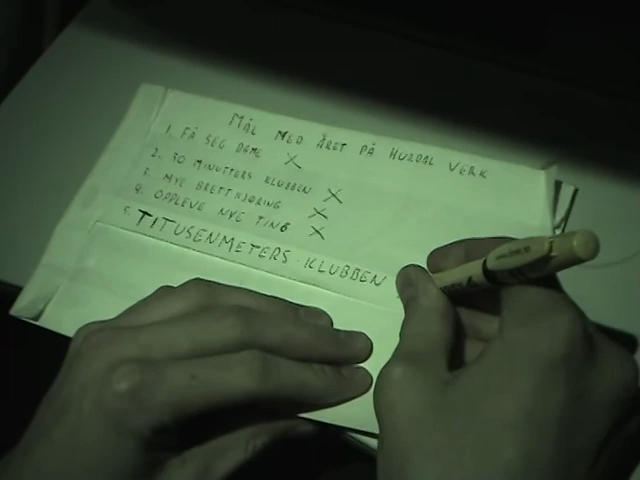 MÅL MED ÅRET PÅ HURDAL VERK
1. FÅ SEG DAME X
2. 30 MINUTTERS KLUBBEN X
3. MYE BRETTKJØRING X
4. OPPLEVE NYE TING X
5. TITUSENMETERS-KLUBBEN